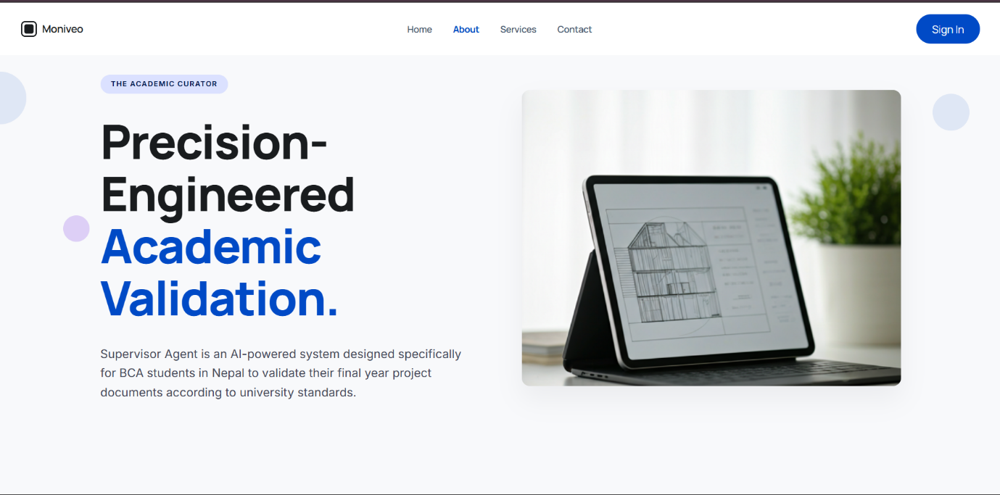 Moniveo
Home
About
Services
Contact
Sign In
THE ACADEMIC CURATOR
Precision-
Engineered
Academic
Validation.
Supervisor Agent is an AI-powered system designed specifically
for BCA students in Nepal to validate their final year project
documents according to university standards.